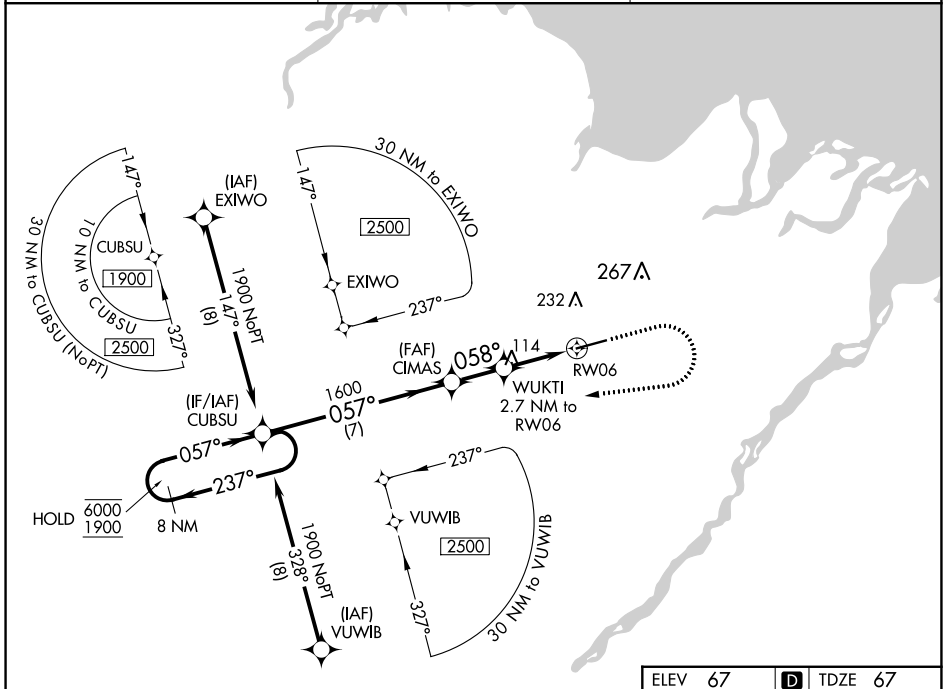 147°
CUBSU
1900
10 NM to CUBSU
2500
327°
30 NM to CUBSU (NoPT)
(IAF)
EXIWO
1900 NoPT
147°
(8)
30 NM to EXIWO
147°
2500
EXIWO
237°
267
232
(FAF)
CIMAS
058°
114
RW06
WUKTI
2.7 NM to
RW06
1600
057°
(7)
(IF/IAF)
CUBSU
057°
237°
HOLD 6000
1900
8 NM
1900 NoPT
328°
(8)
(IAF)
VUWIB
237°
VUWIB
2500
327°
30 NM to VUWIB
ELEV 67 D TDZE 67